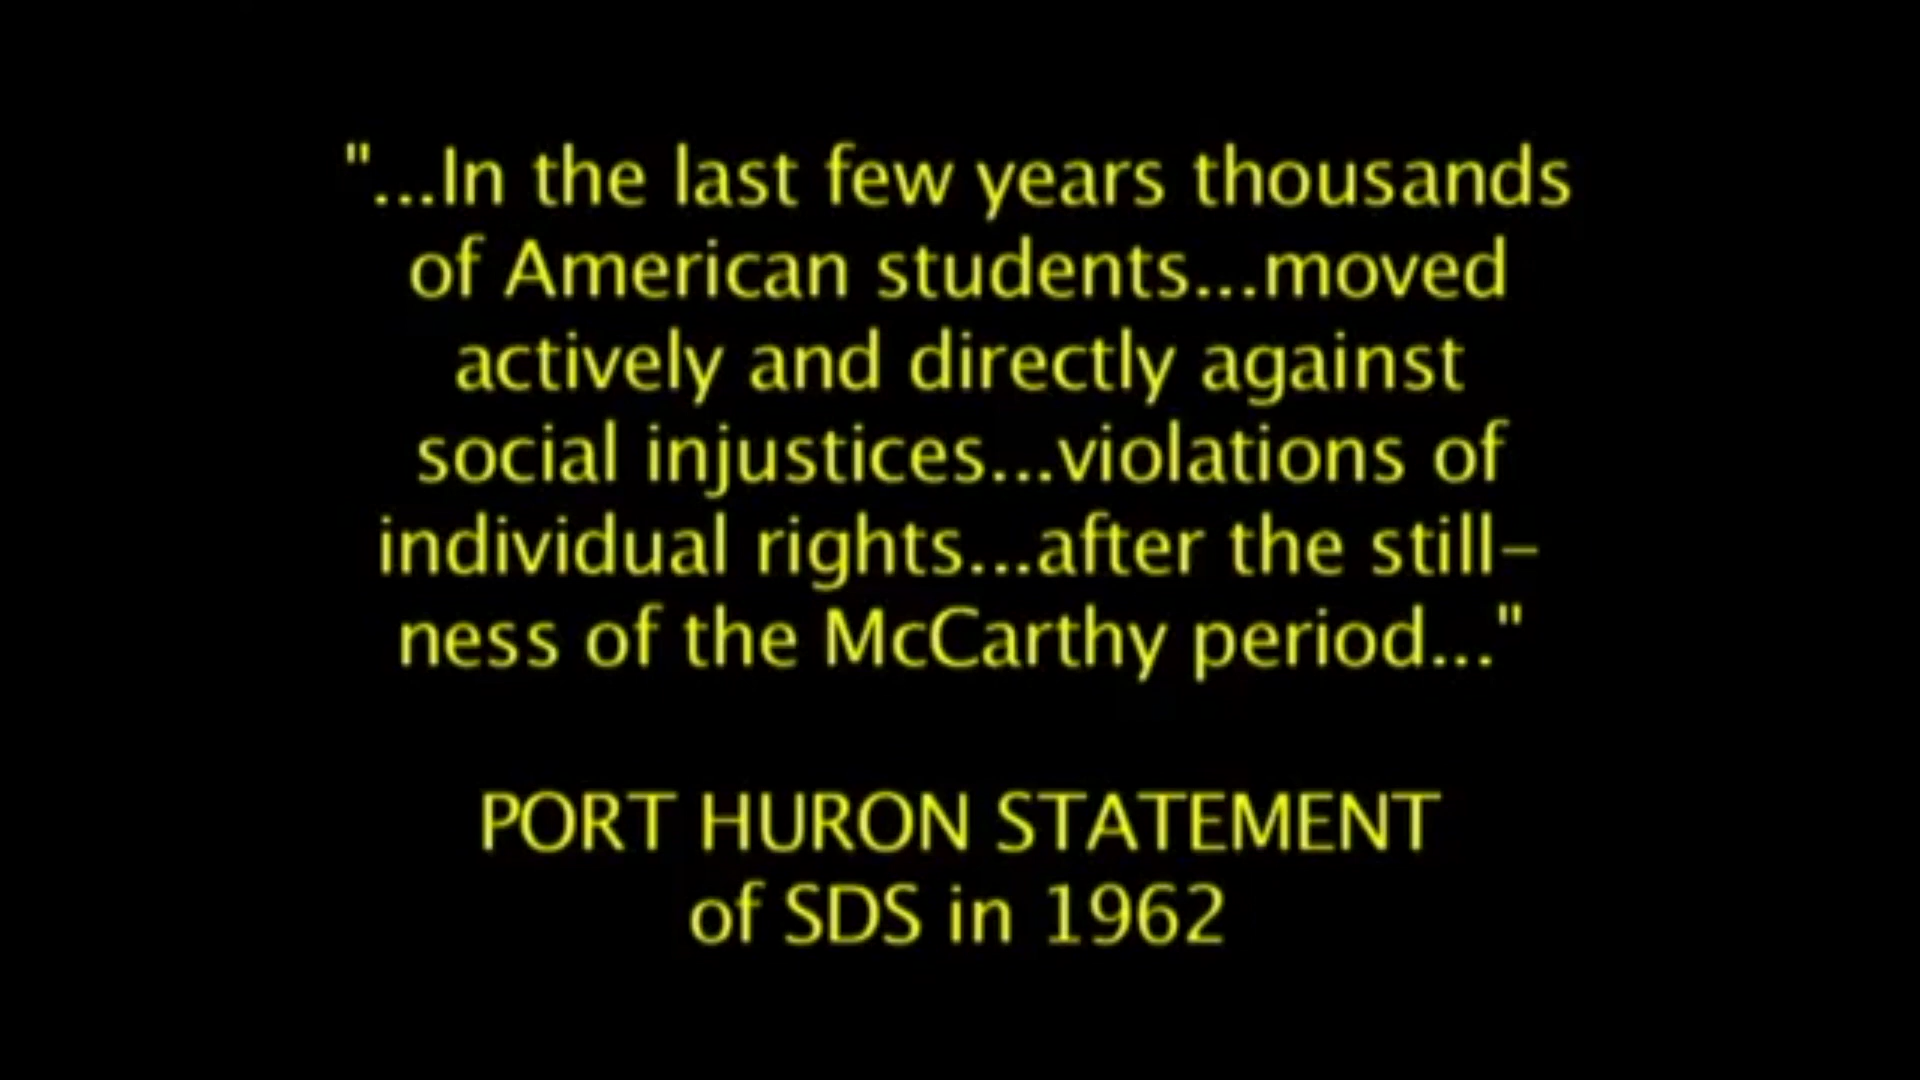 "...In the last few years thousands
of American students...moved
actively and directly against
social injustices...violations of
individual rights...after the still-
ness of the McCarthy period..."
PORT HURON STATEMENT
of SDS in 1962